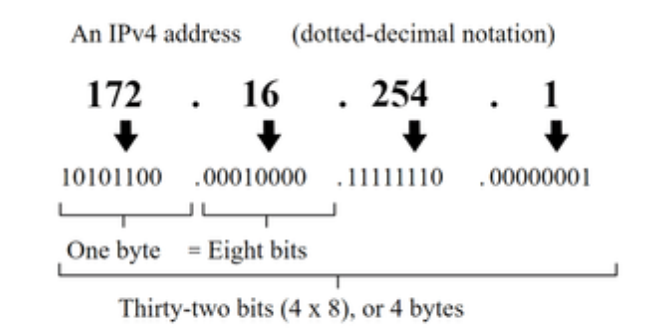 An IPv4 address (dotted-decimal notation)
172 . 16 . 254 . 1
10101100 .00010000 .11111110 .00000001
One byte = Eight bits
Thirty-two bits (4 x 8), or 4 bytes